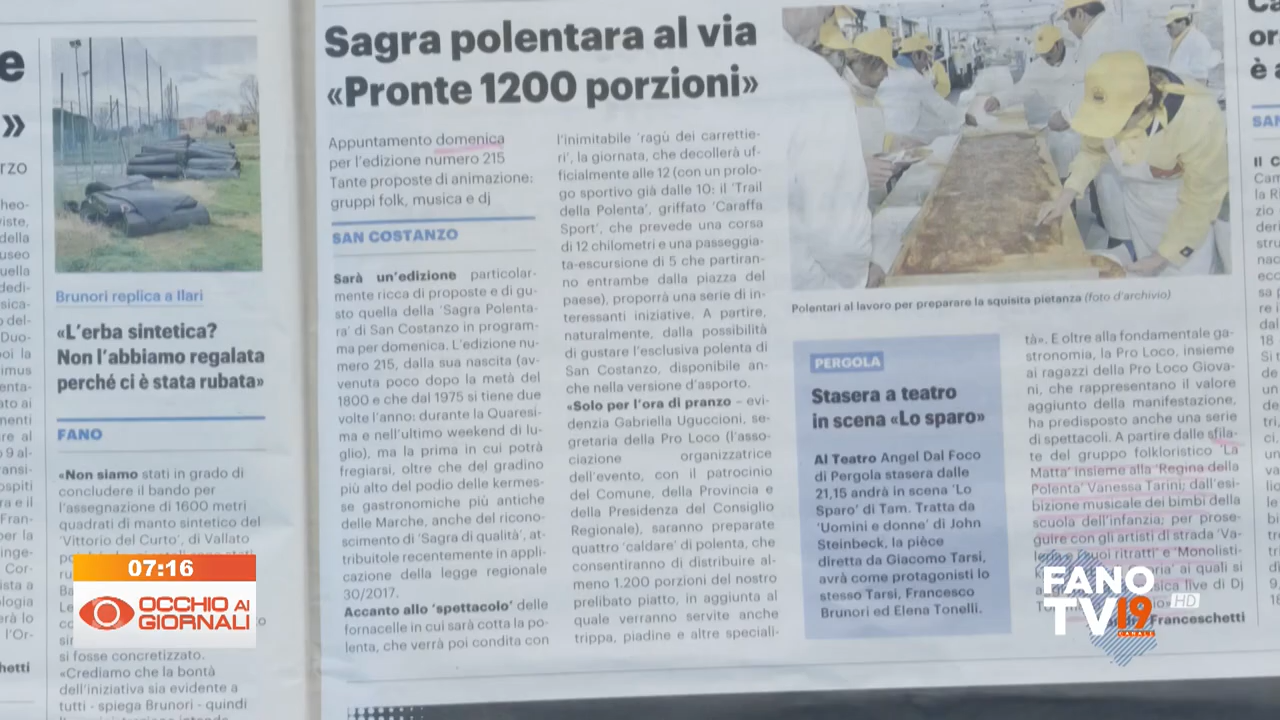 e
»
rzo
Brunori replica a Ilari
«L'erba sintetica?
Non l'abbiamo regalata
perché ci è stata rubata»
FANO
«Non siamo stati in grado di
concludere il bando per
l'assegnazione di 1600 metri
quadrati di manto sintetico del
'Vittorio del Curto', di Vallato
si fosse concretizzato.
«Crediamo che la bontà
dell'iniziativa sia evidente a
tutti - spiega Brunori - quindi
Sagra polentara al via
«Pronte 1200 porzioni»
Appuntamento domenica
per l'edizione numero 215
Tante proposte di animazione:
gruppi folk, musica e dj
SAN COSTANZO
Sarà un'edizione particolar-
mente ricca di proposte e di gu-
sto quella della 'Sagra Polenta-
ra' di San Costanzo in program-
ma per domenica. L'edizione nu-
mero 215, dalla sua nascita (av-
venuta poco dopo la metà del
1800 e che dal 1975 si tiene due
volte l'anno: durante la Quaresi-
ma e nell'ultimo weekend di lu-
glio), ma la prima in cui potrà
fregiarsi, oltre che del gradino
più alto del podio delle kermes-
se gastronomiche più antiche
delle Marche, anche del ricono-
scimento di 'Sagra di qualità', at-
tribuitole recentemente in appli-
cazione della legge regionale
30/2017.
Accanto allo 'spettacolo' delle
fornacelle in cui sarà cotta la po-
lenta, che verrà poi condita con
l'inimitabile 'ragù dei carrettie-
ri', la giornata, che decollerà uf-
ficialmente alle 12 (con un prolo-
go sportivo già dalle 10: il 'Trail
della Polenta', griffato 'Caraffa
Sport', che prevede una corsa
di 12 chilometri e una passeggia-
ta-escursione di 5 che partiran-
no entrambe dalla piazza del
paese), proporrà una serie di in-
teressanti iniziative. A partire,
naturalmente, dalla possibilità
di gustare l'esclusiva polenta di
San Costanzo, disponibile an-
che nella versione d'asporto.
«Solo per l'ora di pranzo – evi-
denzia Gabriella Uguccioni, se-
gretaria della Pro Loco (l'asso-
ciazione organizzatrice
dell'evento, con il patrocinio
del Comune, della Provincia e
della Presidenza del Consiglio
Regionale), saranno preparate
quattro 'caldare' di polenta, che
consentiranno di distribuire al-
meno 1.200 porzioni del nostro
prelibato piatto, in aggiunta al
quale verranno servite anche
trippa, piadine e altre speciali-
Polentari al lavoro per preparare la squisita pietanza (foto d'archivio)
PERGOLA
Stasera a teatro
in scena «Lo sparo»
Al Teatro Angel Dal Foco
di Pergola stasera dalle
21,15 andrà in scena 'Lo
Sparo' di Tam. Tratta da
'Uomini e donne' di John
Steinbeck, la pièce
diretta da Giacomo Tarsi,
avrà come protagonisti lo
stesso Tarsi, Francesco
Brunori ed Elena Tonelli.
tà». E oltre alla fondamentale ga-
stronomia, la Pro Loco, insieme
ai ragazzi della Pro Loco Giova-
ni, che rappresentano il valore
aggiunto della manifestazione,
ha predisposto anche una serie
di spettacoli. A partire dalle sfila-
te del gruppo folkloristico 'La
Matta' insieme alla 'Regina della
Polenta' Vanessa Tarini; dall'esi-
bizione musicale dei bimbi della
scuola dell'infanzia; per prose-
guire con gli artisti di strada 'Va-
ritratti' e 'Monolisti-
ai quali si
live di Dj
Franceschetti
07:16
OCCHIO AI
GIORNALI
FANO
TV 19
CANALE
HD